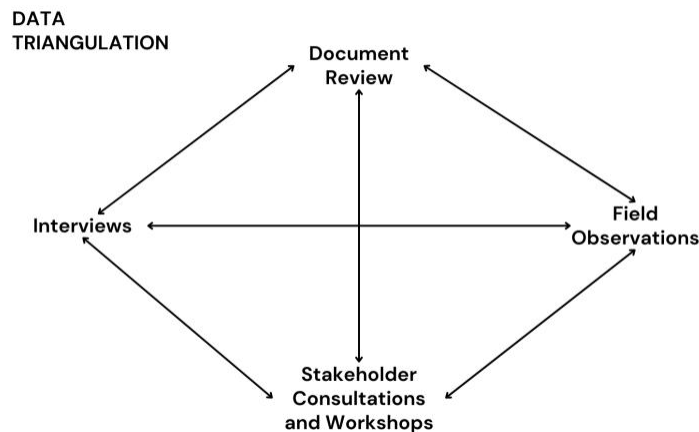 DATA
TRIANGULATION
Document
Review
Interviews
Field
Observations
Stakeholder
Consultations
and Workshops